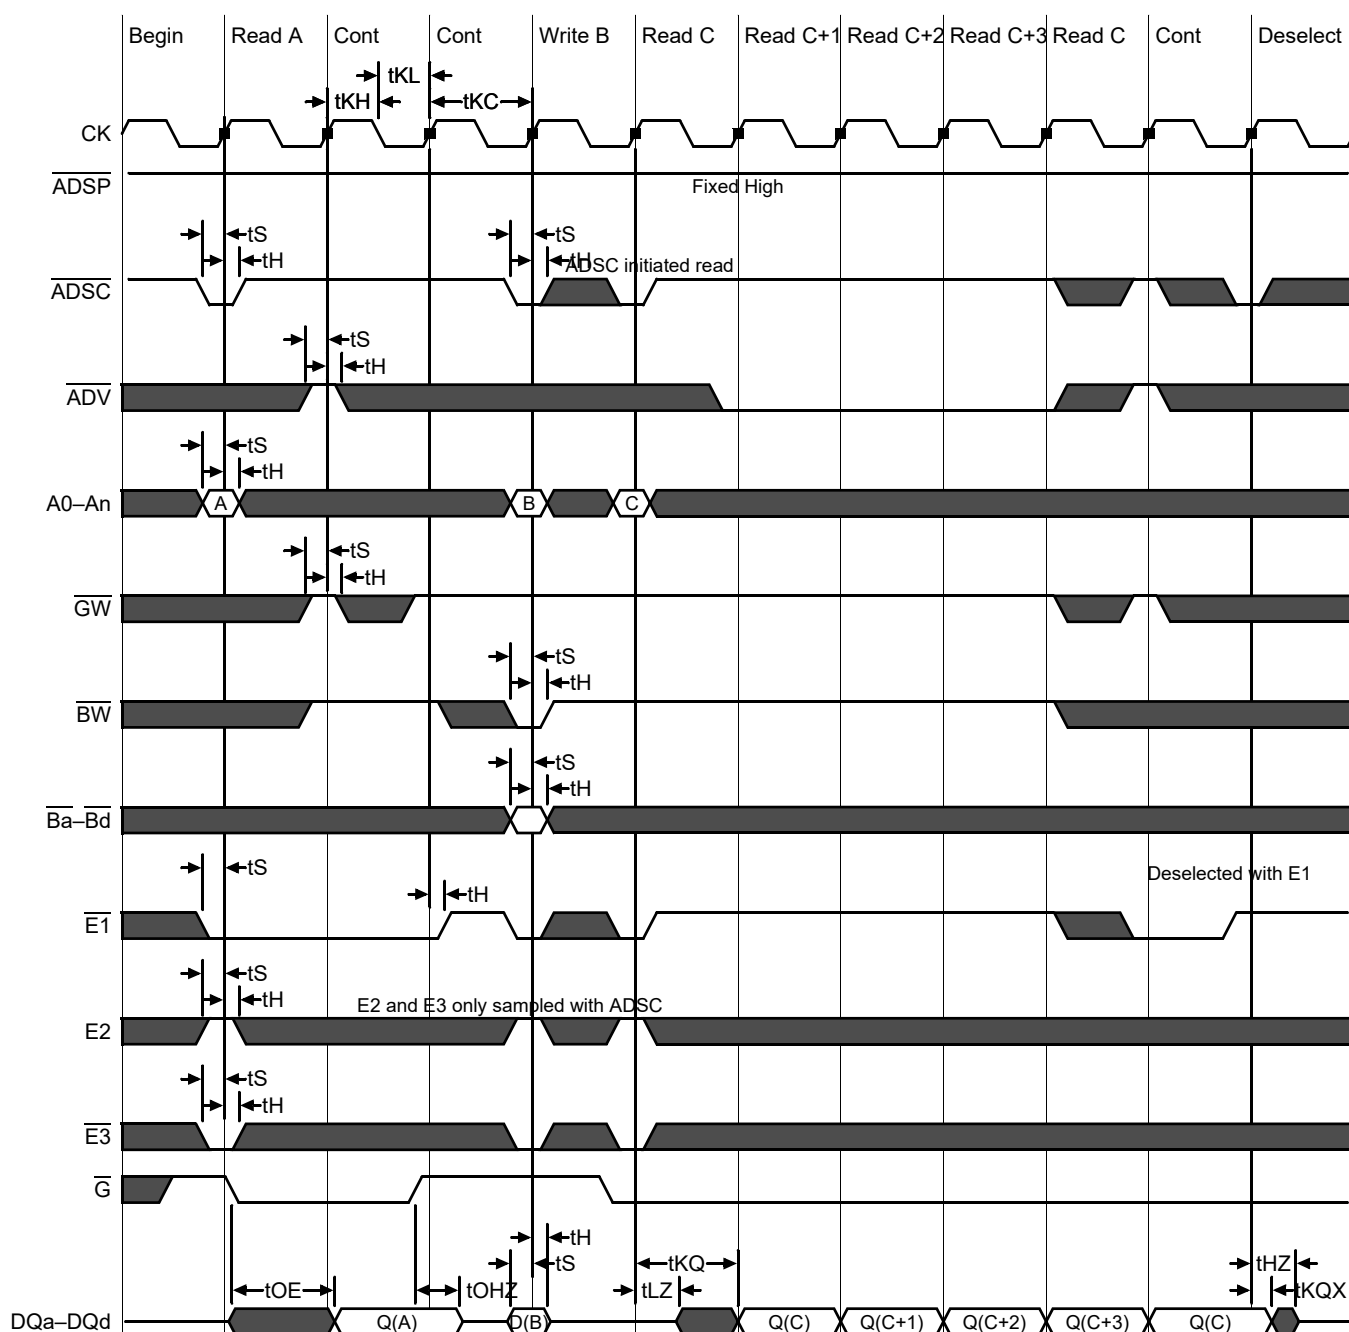 Begin Read A Cont Cont Write B Read C Read C+1 Read C+2 Read C+3 Read C Cont Deselect
tKL
tKH tKC
CK
ADSP Fixed High
tS tS
tH tH
ADSC initiated read
ADSC
tS
tH
ADV
tS
tH
A0–An A B C
tS
tH
GW
tS
tH
BW
tS
tH
Ba–Bd
tS Deselected with E1
tH
E1
tS
tH E2 and E3 only sampled with ADSC
E2
tS
tH
E3
G
tH
tS tKQ tHZ
tOE tOHZ tLZ tKQX
DQa–DQd Q(A) D(B) Q(C) Q(C+1) Q(C+2) Q(C+3) Q(C)